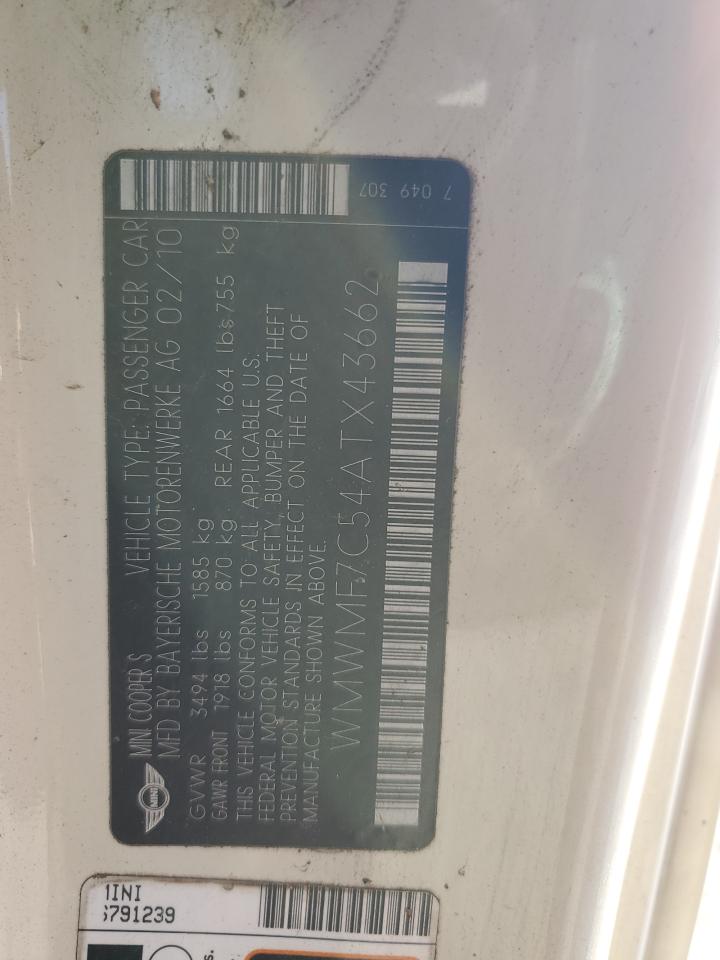 7 049 307
MINI
MINI COOPER S VEHICLE TYPE: PASSENGER CAR
MFD BY BAYERISCHE MOTORENWERKE AG 02/10
GVWR 3494 lbs 1585 kg
GAWR FRONT 1918 lbs 870 kg REAR 1664 lbs 755 kg
THIS VEHICLE CONFORMS TO ALL APPLICABLE U.S.
FEDERAL MOTOR VEHICLE SAFETY, BUMPER AND THEFT
PREVENTION STANDARDS IN EFFECT ON THE DATE OF
MANUFACTURE SHOWN ABOVE.
WMWMF7C54ATX43662
MINI
791239
s.